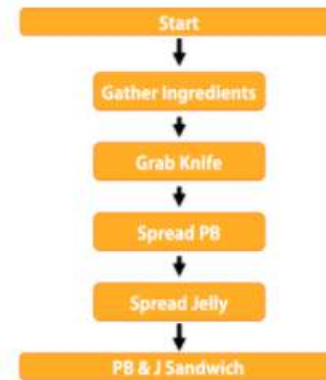 Start
Gather Ingredients
Grab Knife
Spread PB
Spread Jelly
PB & J Sandwich